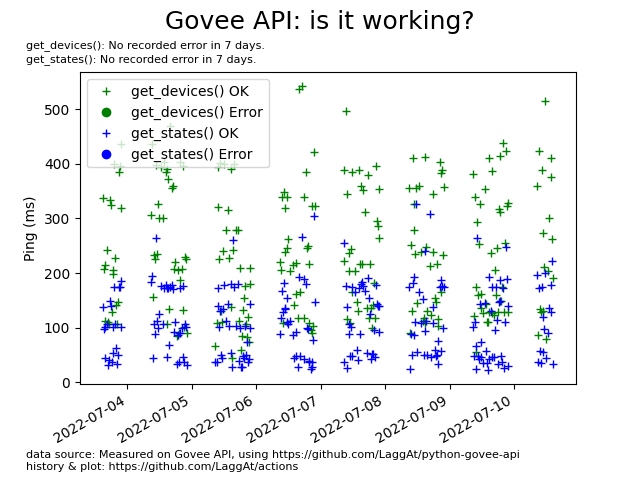 Govee API: is it working?
get_devices(): No recorded error in 7 days.
get_states(): No recorded error in 7 days.
get_devices() OK
get_devices() Error
get_states() OK
get_states() Error
500
400
300
200
100
0
Ping (ms)
2022-07-04
2022-07-05
2022-07-06
2022-07-07
2022-07-08
2022-07-09
2022-07-10
data source: Measured on Govee API, using https://github.com/LaggAt/python-govee-api
history & plot: https://github.com/LaggAt/actions